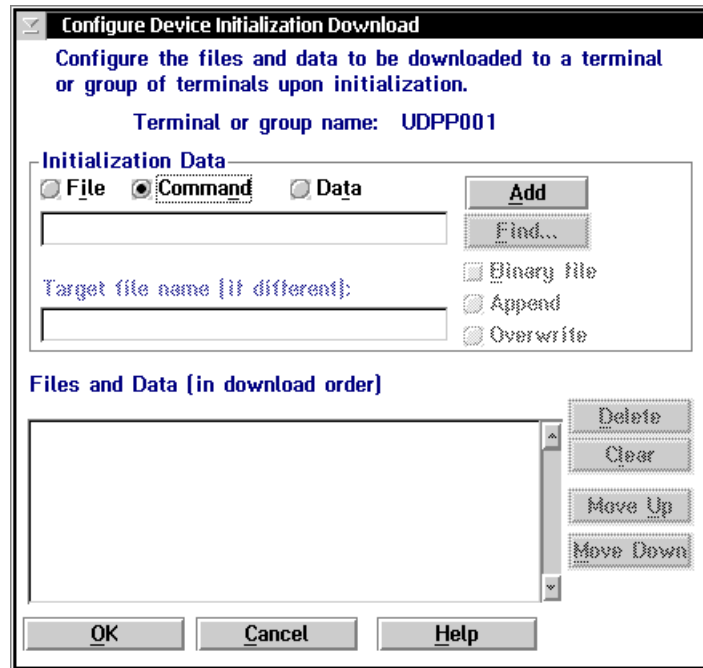 Configure Device Initialization Download
Configure the files and data to be downloaded to a terminal
or group of terminals upon initialization.
Terminal or group name: UDPP001
Initialization Data
File Command Data
Add
Find...
Binary file
Target file name (if different):
Append
Overwrite
Files and Data (in download order)
Delete
Clear
Move Up
Move Down
OK Cancel Help